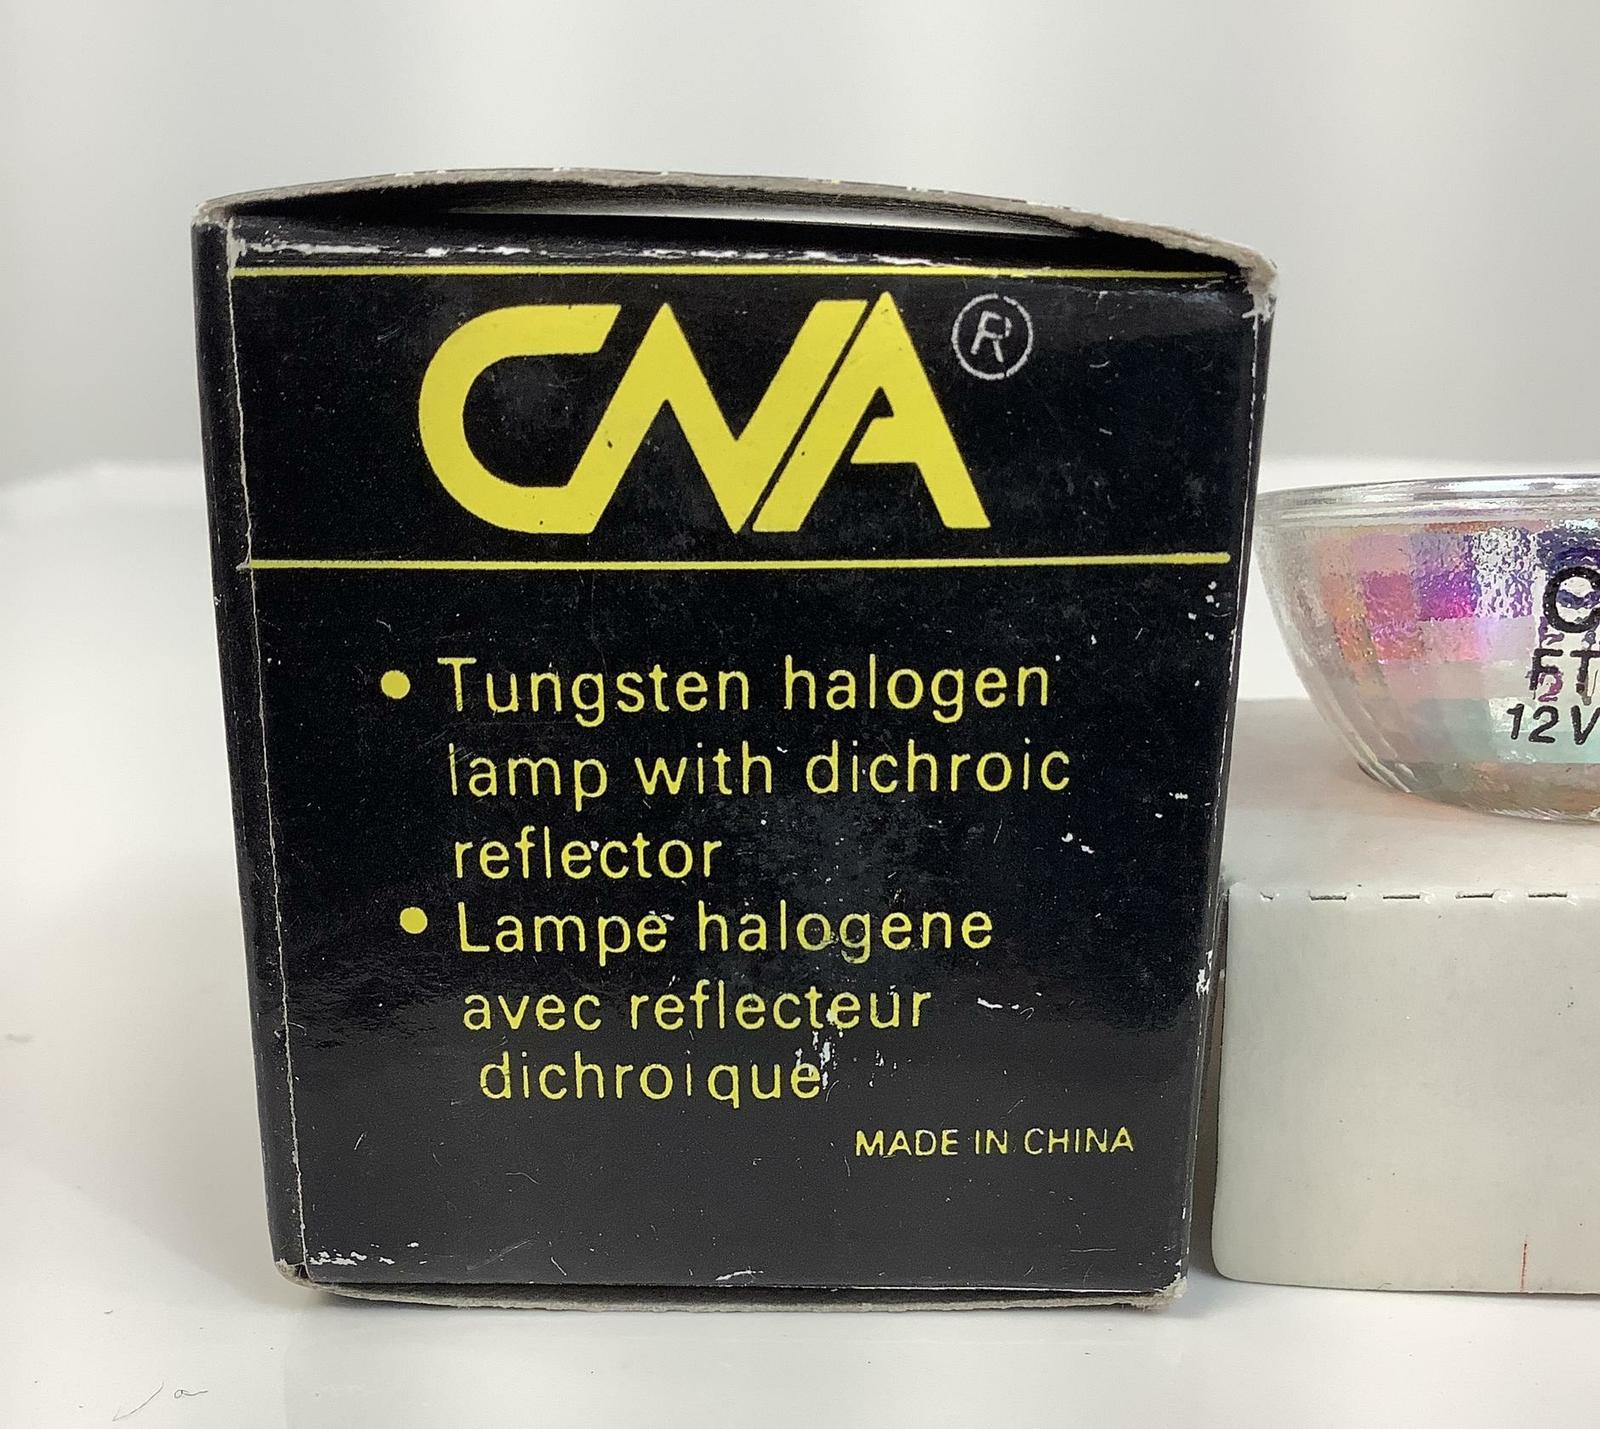 CNA ®
• Tungsten halogen
lamp with dichroic
reflector
• Lampe halogene
avec reflecteur
dichroique
MADE IN CHINA
12V